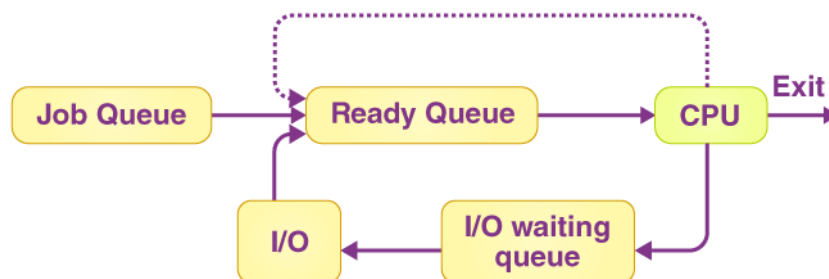 Exit
Job Queue
Ready Queue
CPU
I/O
I/O waiting
queue